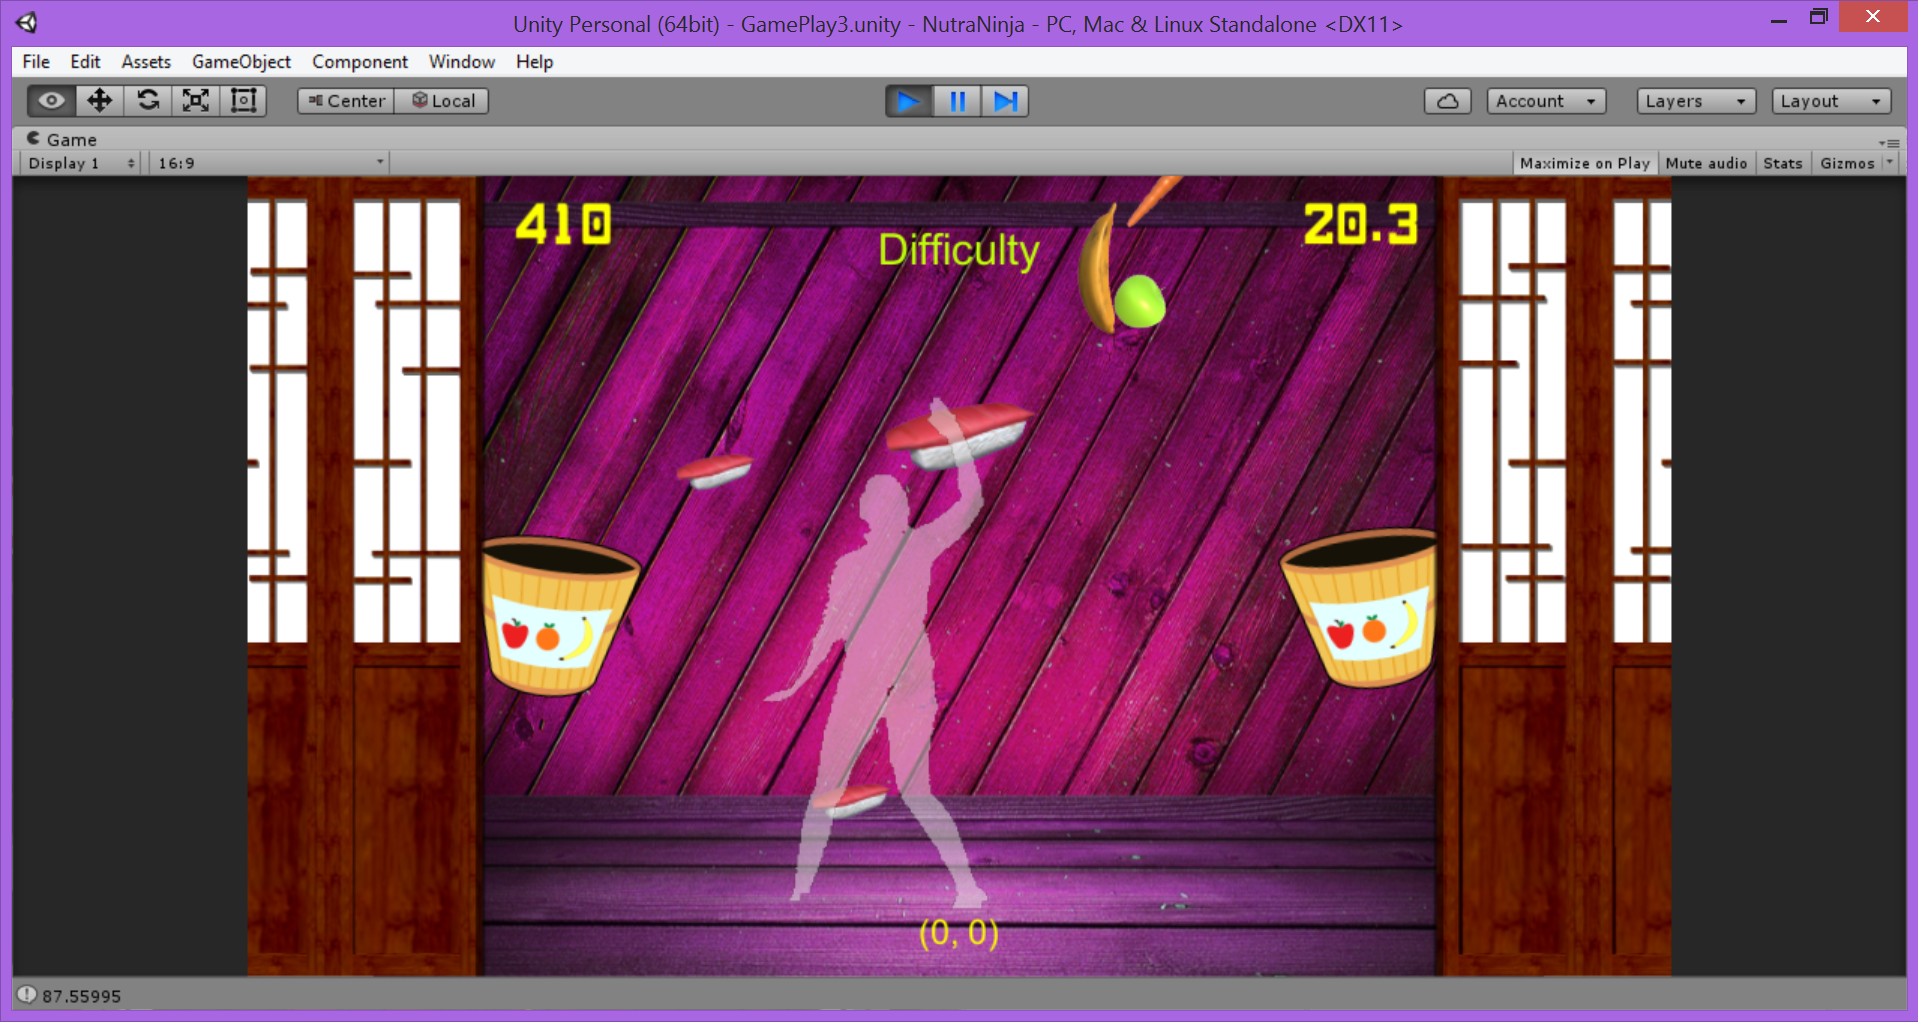 Unity Personal (64bit) - GamePlay3.unity - NutraNinja - PC, Mac & Linux Standalone <DX11>
File Edit Assets GameObject Component Window Help
Center Local Account Layers Layout
Game
Display 1 16:9 Maximize on Play Mute audio Stats Gizmos
410 20.3
Difficulty
(0, 0)
87.55995